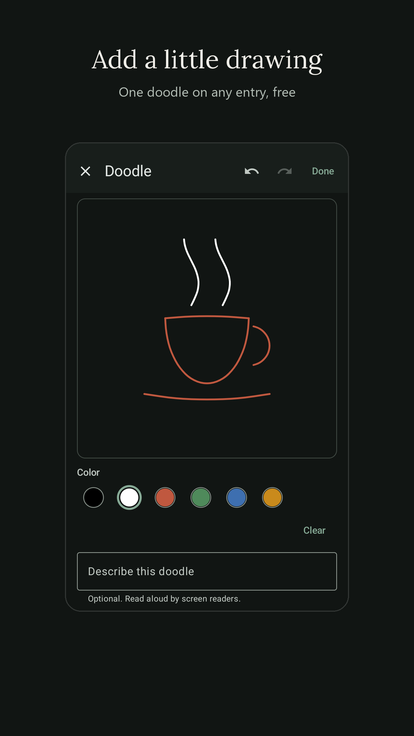 Add a little drawing
One doodle on any entry, free
Doodle
Done
Color
Clear
Describe this doodle
Optional. Read aloud by screen readers.